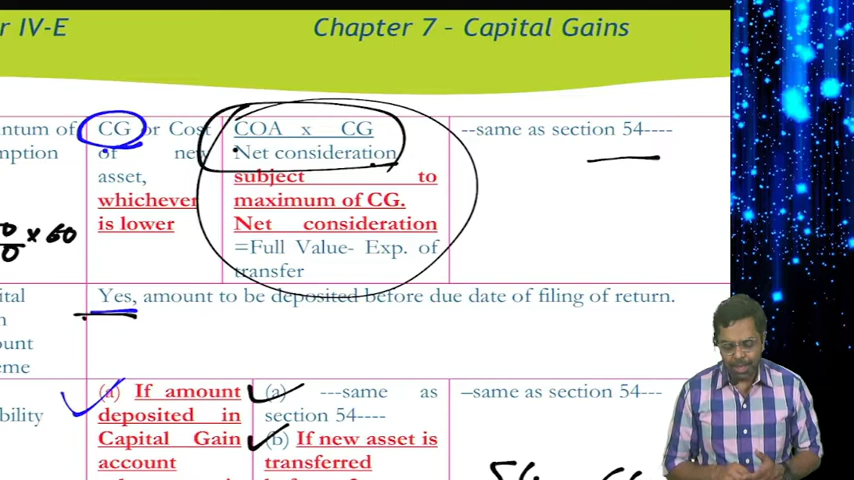 r IV-E
Chapter 7 – Capital Gains
ntum of
mption
CG or Cost
of new
asset,
whichever
is lower
COA x CG
Net consideration
subject to
maximum of CG.
Net consideration
=Full Value- Exp. of
transfer
--same as section 54----
0 x 60
0
ital
n
ount
eme
Yes, amount to be deposited before due date of filing of return.
bility
(a) If amount
deposited in
Capital Gain
account
(a) ---same as
section 54----
(b) If new asset is
transferred
–same as section 54---